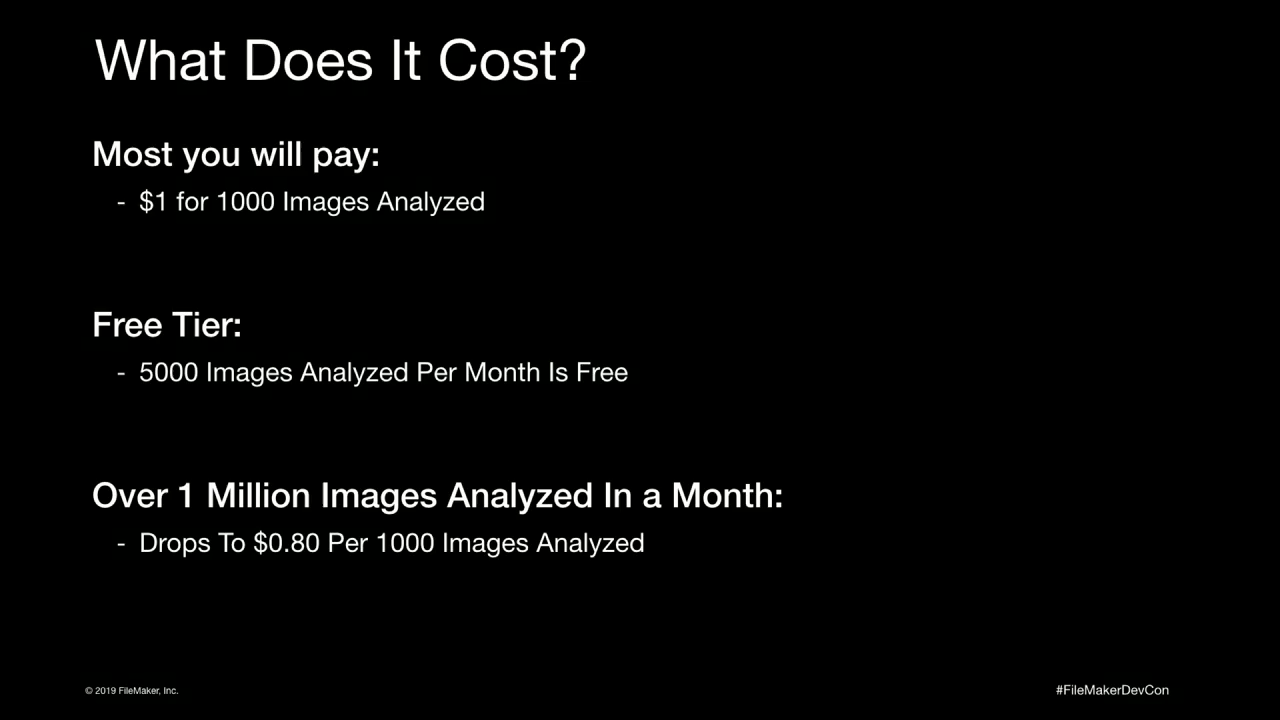 What Does It Cost?
Most you will pay:
- $1 for 1000 Images Analyzed
Free Tier:
- 5000 Images Analyzed Per Month Is Free
Over 1 Million Images Analyzed In a Month:
- Drops To $0.80 Per 1000 Images Analyzed
© 2019 FileMaker, Inc.
#FileMakerDevCon